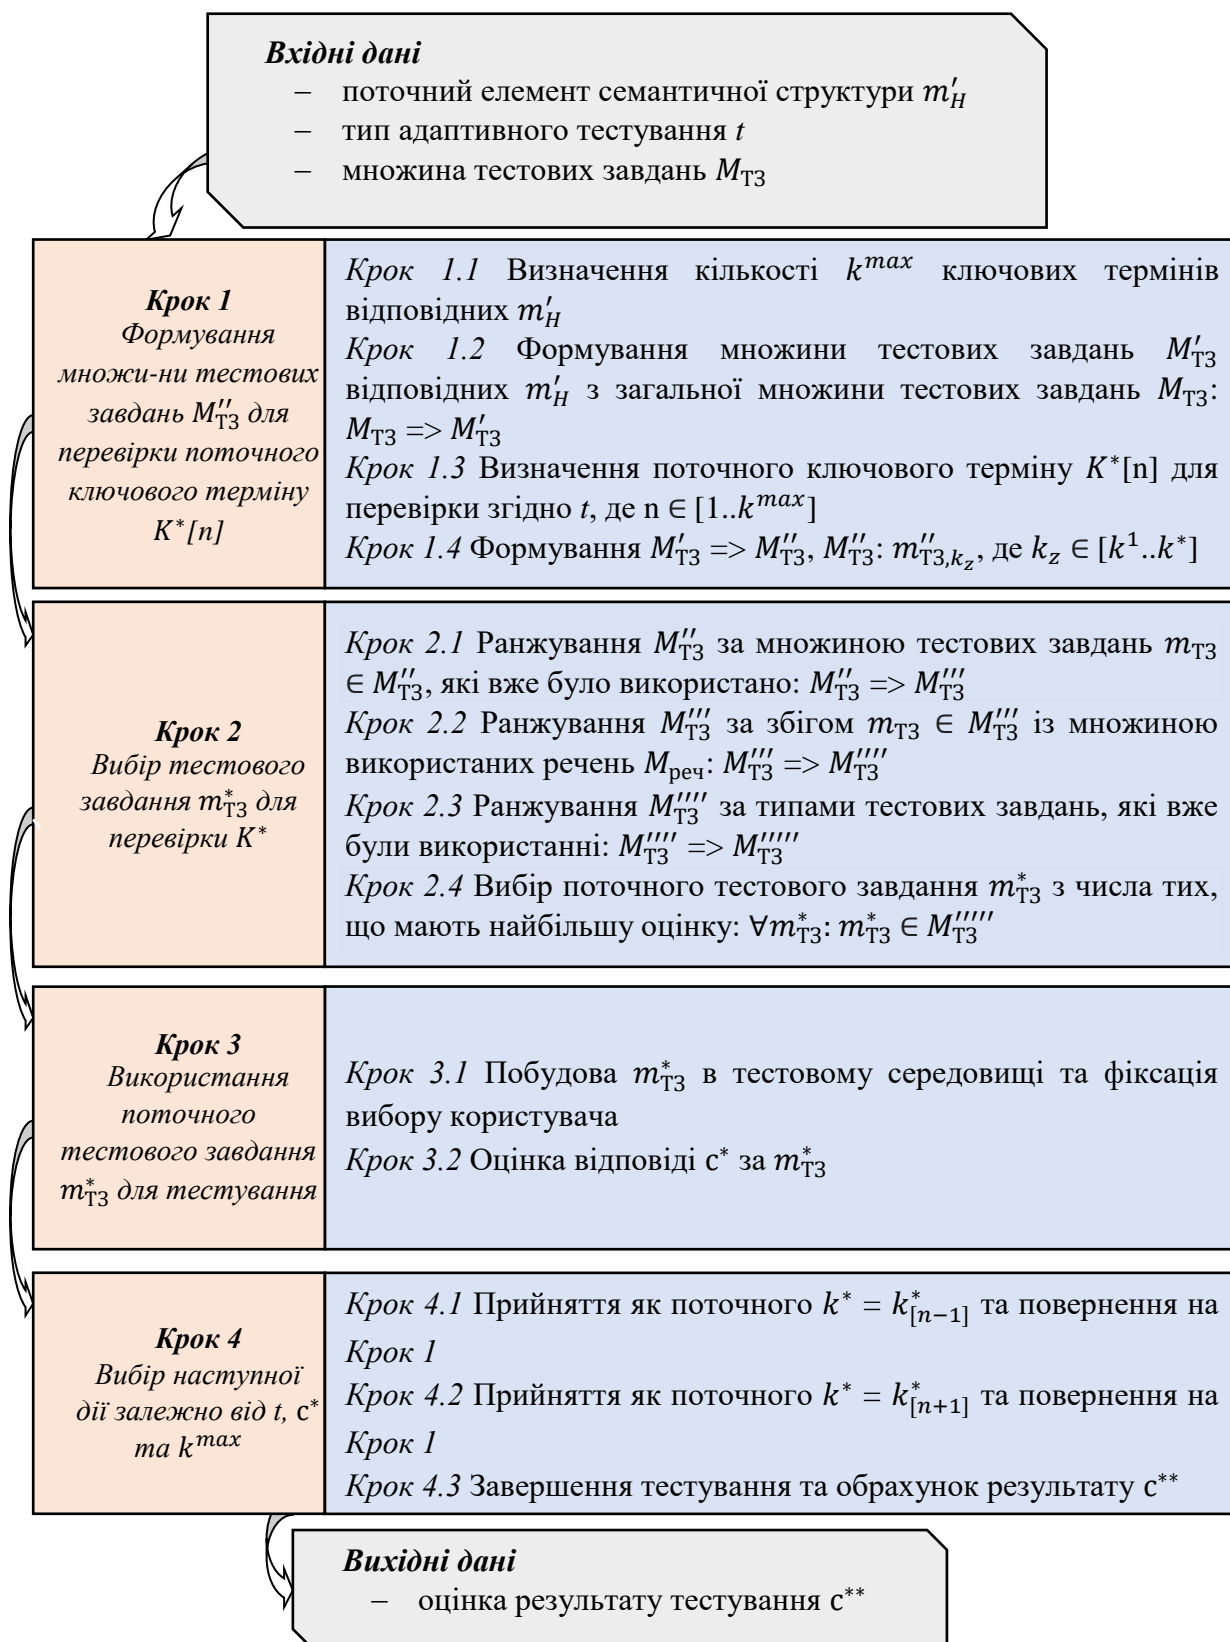 Вхідні дані
– поточний елемент семантичної структури m′_H
– тип адаптивного тестування t
– множина тестових завдань M_ТЗ
Крок 1
Формування
множи-ни тестових
завдань M′′_ТЗ для
перевірки поточного
ключового терміну
K*[n]
Крок 1.1 Визначення кількості k^max ключових термінів
відповідних m′_H
Крок 1.2 Формування множини тестових завдань M′_ТЗ
відповідних m′_H з загальної множини тестових завдань M_ТЗ:
M_ТЗ => M′_ТЗ
Крок 1.3 Визначення поточного ключового терміну K*[n] для
перевірки згідно t, де n ∈ [1..k^max]
Крок 1.4 Формування M′_ТЗ => M′′_ТЗ, M′′_ТЗ: m′′_ТЗ,k_z, де k_z ∈ [k^1..k*]
Крок 2
Вибір тестового
завдання m*_ТЗ для
перевірки K*
Крок 2.1 Ранжування M′′_ТЗ за множиною тестових завдань m_ТЗ
∈ M′′_ТЗ, які вже було використано: M′′_ТЗ => M′′′_ТЗ
Крок 2.2 Ранжування M′′′_ТЗ за збігом m_ТЗ ∈ M′′′_ТЗ із множиною
використаних речень M_реч: M′′′_ТЗ => M′′′′_ТЗ
Крок 2.3 Ранжування M′′′′_ТЗ за типами тестових завдань, які вже
були використанні: M′′′′_ТЗ => M′′′′′_ТЗ
Крок 2.4 Вибір поточного тестового завдання m*_ТЗ з числа тих,
що мають найбільшу оцінку: ∀m*_ТЗ: m*_ТЗ ∈ M′′′′′_ТЗ
Крок 3
Використання
поточного
тестового завдання
m*_ТЗ для тестування
Крок 3.1 Побудова m*_ТЗ в тестовому середовищі та фіксація
вибору користувача
Крок 3.2 Оцінка відповіді c* за m*_ТЗ
Крок 4
Вибір наступної
дії залежно від t, c*
та k^max
Крок 4.1 Прийняття як поточного k* = k*_[n−1] та повернення на
Крок 1
Крок 4.2 Прийняття як поточного k* = k*_[n+1] та повернення на
Крок 1
Крок 4.3 Завершення тестування та обрахунок результату c**
Вихідні дані
– оцінка результату тестування c**